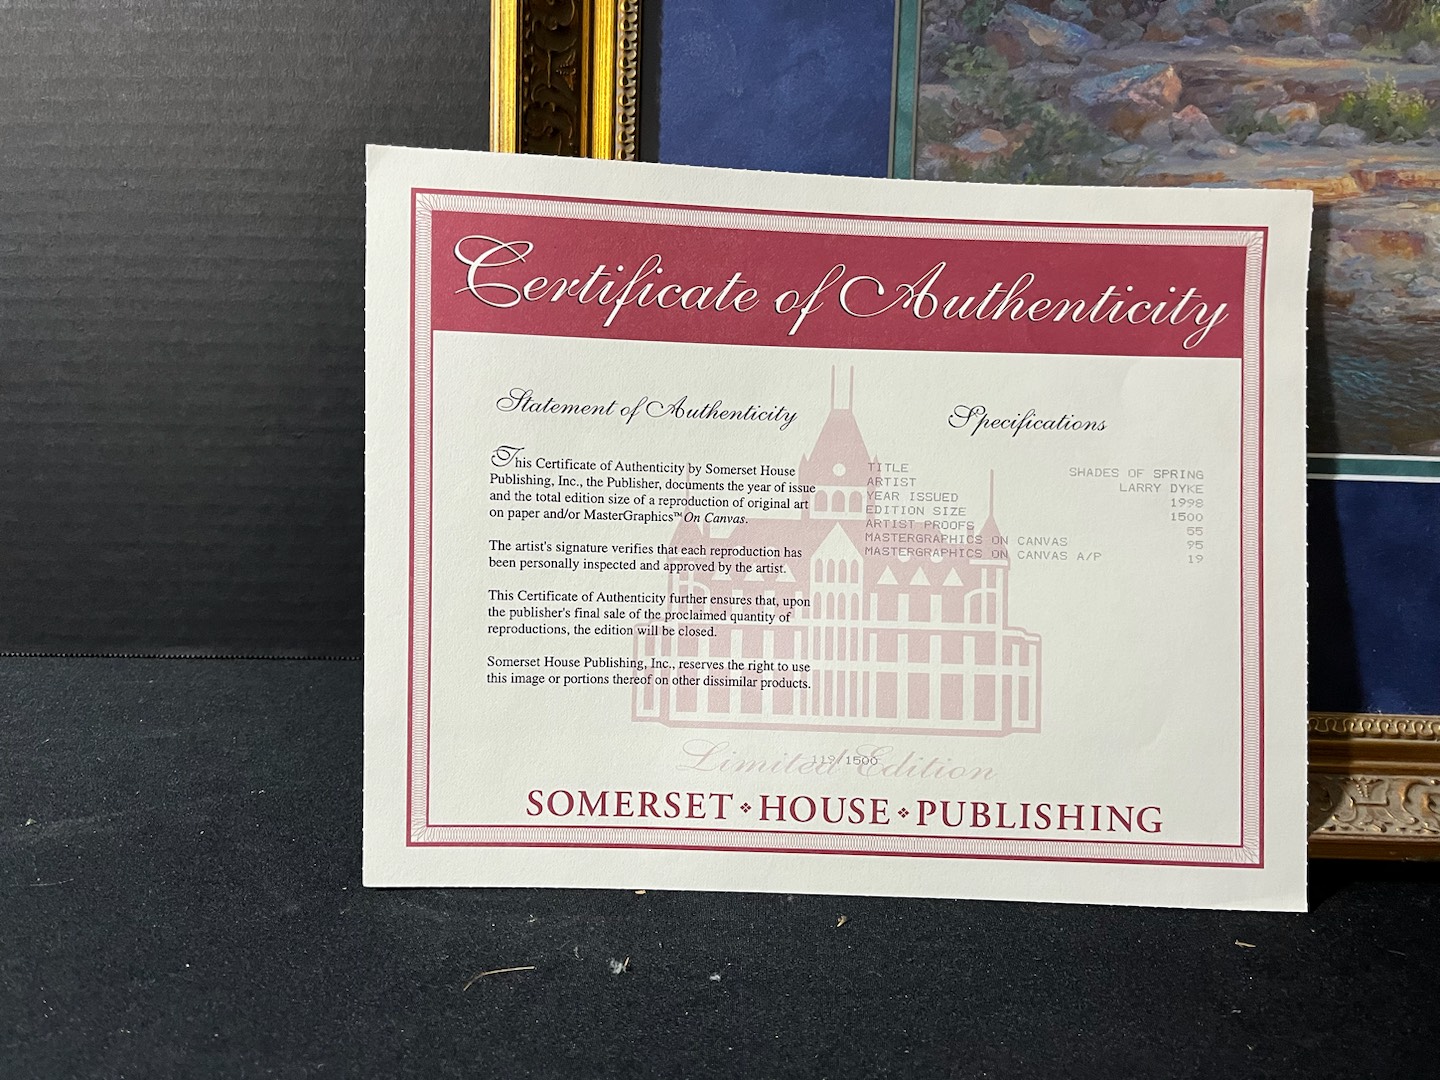 Certificate of Authenticity
Statement of Authenticity
This Certificate of Authenticity by Somerset House
Publishing, Inc., the Publisher, documents the year of issue
and the total edition size of a reproduction of original art
on paper and/or MasterGraphics™ On Canvas.
The artist's signature verifies that each reproduction has
been personally inspected and approved by the artist.
This Certificate of Authenticity further ensures that, upon
the publisher's final sale of the proclaimed quantity of
reproductions, the edition will be closed.
Somerset House Publishing, Inc., reserves the right to use
this image or portions thereof on other dissimilar products.
Specifications
TITLE SHADES OF SPRING
ARTIST LARRY DYKE
YEAR ISSUED 1998
EDITION SIZE 1500
ARTIST PROOFS 55
MASTERGRAPHICS ON CANVAS 95
MASTERGRAPHICS ON CANVAS A/P 19
Limited Edition
119/1500
SOMERSET HOUSE PUBLISHING